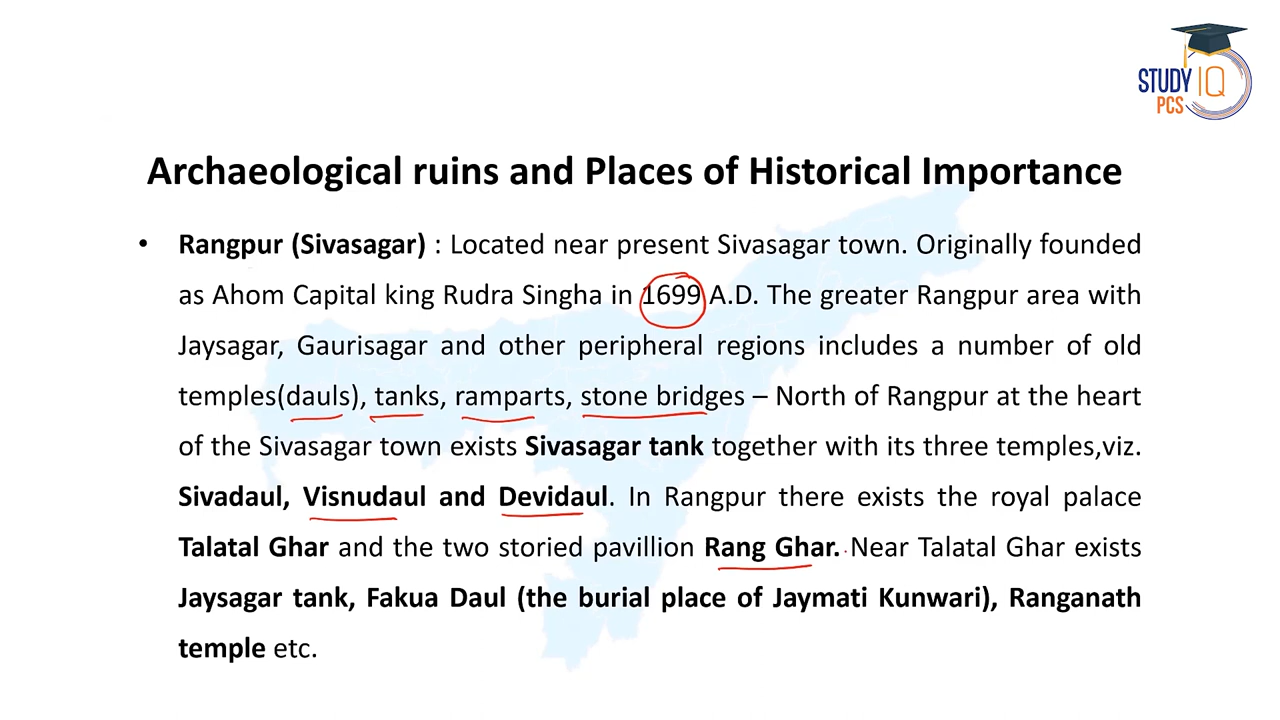 STUDY IQ
PCS
Archaeological ruins and Places of Historical Importance
• Rangpur (Sivasagar) : Located near present Sivasagar town. Originally founded
as Ahom Capital king Rudra Singha in 1699 A.D. The greater Rangpur area with
Jaysagar, Gaurisagar and other peripheral regions includes a number of old
temples(dauls), tanks, ramparts, stone bridges – North of Rangpur at the heart
of the Sivasagar town exists Sivasagar tank together with its three temples,viz.
Sivadaul, Visnudaul and Devidaul. In Rangpur there exists the royal palace
Talatal Ghar and the two storied pavillion Rang Ghar. Near Talatal Ghar exists
Jaysagar tank, Fakua Daul (the burial place of Jaymati Kunwari), Ranganath
temple etc.